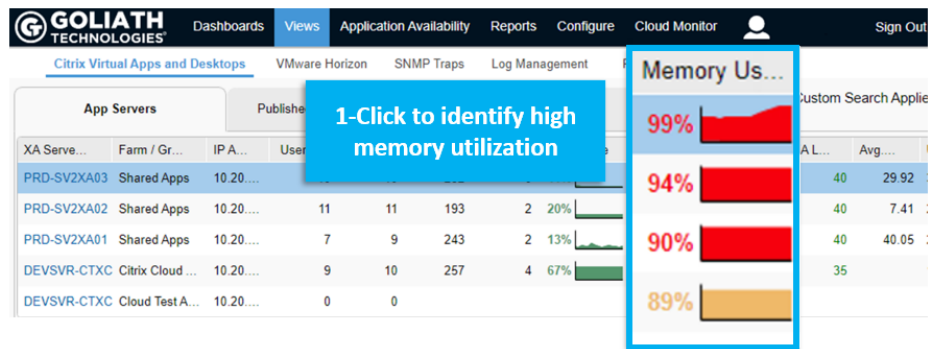 GOLIATH
TECHNOLOGIES
Dashboards Views Application Availability Reports Configure Cloud Monitor Sign Out
Citrix Virtual Apps and Desktops VMware Horizon SNMP Traps Log Management
App Servers Custom Search Applie
1-Click to identify high
memory utilization
Memory Us...
XA Serve... Farm / Gr... IP A... User A L... Avg....
PRD-SV2XA03 Shared Apps 10.20.... 99% 40 29.92
PRD-SV2XA02 Shared Apps 10.20.... 11 11 193 2 20% 94% 40 7.41
PRD-SV2XA01 Shared Apps 10.20.... 7 9 243 2 13% 90% 40 40.05
DEVSVR-CTXC Citrix Cloud ... 10.20.... 9 10 257 4 67% 89% 35
DEVSVR-CTXC Cloud Test A... 10.20.... 0 0